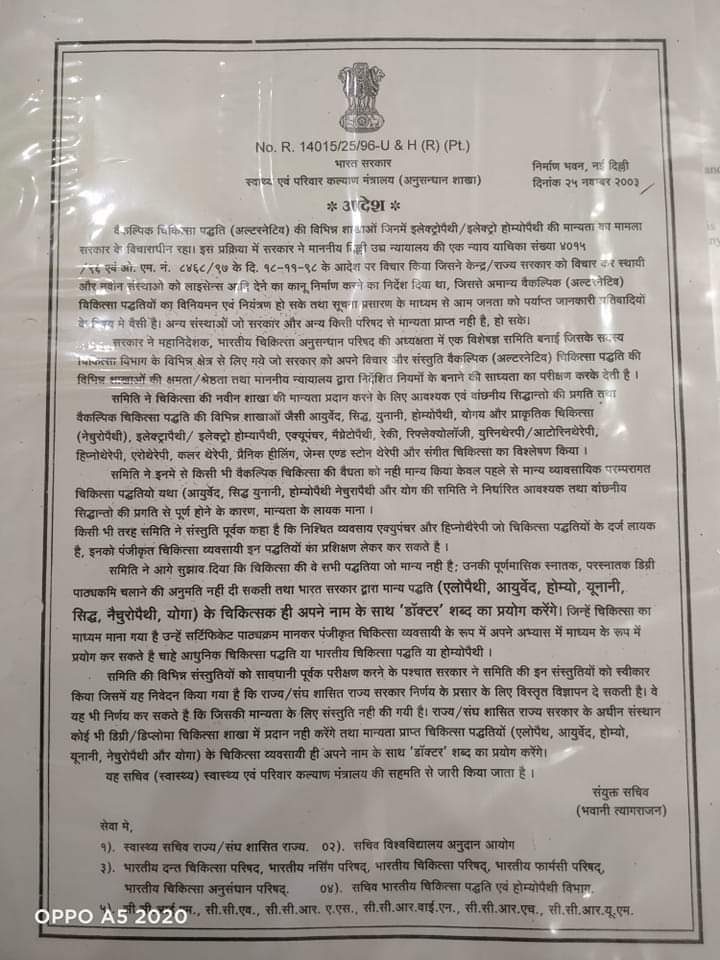 No. R. 14015/25/96-U & H (R) (Pt.)
भारत सरकार
निर्माण भवन, नई दिल्ली
स्वास्थ्य एवं परिवार कल्याण मंत्रालय (अनुसन्धान शाखा)
दिनांक २५ नवम्बर २००३
* आदेश *
वैकल्पिक चिकित्सा पद्धति (अल्टरनेटिव) की विभिन्न शाखाओं जिनमें इलेक्ट्रोपैथी/इलेक्ट्रो होम्योपैथी की मान्यता का मामला
सरकार के विचाराधीन रहा। इस प्रक्रिया में सरकार ने माननीय दिल्ली उच्च न्यायालय की एक न्याय याचिका संख्या ४०१५
/९६ एवं ओ. एम. नं. ८४६८/९७ के दि. १८-११-९८ के आदेश पर विचार किया जिसने केन्द्र/राज्य सरकार को विचार कर स्थायी
और नवीन संस्थाओ को लाइसेन्स आदि देने का कानू निर्माण करने का निर्देश दिया था, जिससे अमान्य वैकल्पिक (अल्टरनेटिव)
चिकित्सा पद्धतियों का विनियमन एवं नियंत्रण हो सके तथा सूचना प्रसारण के माध्यम से आम जनता को पर्याप्त जानकारी प्रतिवादियों
के विषय मे वैसी है। अन्य संस्थाओं जो सरकार और अन्य किसी परिषद से मान्यता प्राप्त नही है, हो सके।
सरकार ने महानिदेशक, भारतीय चिकित्सा अनुसन्धान परिषद की अध्यक्षता में एक विशेषज्ञ समिति बनाई जिसके सदस्य
चिकित्सा विभाग के विभिन्न क्षेत्र से लिए गये जो सरकार को अपने विचार और संस्तुति वैकल्पिक (अल्टरनेटिव) चिकित्सा पद्धति की
विभिन्न शाखाओं की क्षमता/श्रेष्ठता तथा माननीय न्यायालय द्वारा निर्देशित नियमों के बनाने की साध्यता का परीक्षण करके देती है ।
समिति ने चिकित्सा की नवीन शाखा की मान्यता प्रदान करने के लिए आवश्यक एवं वांछनीय सिद्धान्तो की प्रगति तथा
वैकल्पिक चिकित्सा पद्धति की विभिन्न शाखाओं जैसी आयुर्वेद, सिद्ध, युनानी, होम्योपैथी, योगय और प्राकृतिक चिकित्सा
(नेचुरोपैथी), इलेक्ट्रापैथी/ इलेक्ट्रो होम्यापैथी, एक्यूपंचर, मैग्नेटोपैथी, रेकी, रिफ्लेक्योलॉजी, युरिनथेरपी/आटोरिनथेरेपी,
हिप्नोथेरेपी, एरोथेरेपी, कलर थेरेपी, प्रैनिक हीलिंग, जेम्स एण्ड स्टोन थेरेपी और संगीत चिकित्सा का विश्लेषण किया ।
समिति ने इनमे से किसी भी वैकल्पिक चिकित्सा की वैधता को नही मान्य किया केवल पहले से मान्य व्यावसायिक परम्परागत
चिकित्सा पद्धतियो यथा (आयुर्वेद, सिद्ध युनानी, होम्योपैथी नेचुरापैथी और योग की समिति ने निर्धारित आवश्यक तथा वांछनीय
सिद्धान्तो की प्रगति से पूर्ण होने के कारण, मान्यता के लायक माना ।
किसी भी तरह समिति ने संस्तुति पूर्वक कहा है कि निश्चित व्यवसाय एक्युपंचर और हिप्नोथैरेपी जो चिकित्सा पद्धतियों के दर्ज लायक
है, इनको पंजीकृत चिकित्सा व्यवसायी इन पद्धतियों का प्रशिक्षण लेकर कर सकते है ।
समिति ने आगे सुझाव दिया कि चिकित्सा की वे सभी पद्धतिया जो मान्य नही है; उनकी पूर्णमासिक स्नातक, परस्नातक डिग्री
पाठ्यकमि चलाने की अनुमति नहीं दी सकती तथा भारत सरकार द्वारा मान्य पद्धति (एलोपैथी, आयुर्वेद, होम्यो, यूनानी,
सिद्ध, नैचुरोपैथी, योगा) के चिकित्सक ही अपने नाम के साथ 'डॉक्टर' शब्द का प्रयोग करेंगे। जिन्हें चिकित्सा का
माध्यम माना गया है उन्हें सर्टिफिकेट पाठ्यक्रम मानकर पंजीकृत चिकित्सा व्यवसायी के रूप में अपने अभ्यास में माध्यम के रूप में
प्रयोग कर सकते है चाहे आधुनिक चिकित्सा पद्धति या भारतीय चिकित्सा पद्धति या होम्योपैथी ।
समिति की विभिन्न संस्तुतियों को सावधानी पूर्वक परीक्षण करने के पश्चात सरकार ने समिति की इन संस्तुतियों को स्वीकार
किया जिसमें यह निवेदन किया गया है कि राज्य/संघ शासित राज्य सरकार निर्णय के प्रसार के लिए विस्तृत विज्ञापन दे सकती है। वे
यह भी निर्णय कर सकते है कि जिसकी मान्यता के लिए संस्तुति नही की गयी है। राज्य/संघ शासित राज्य सरकार के अधीन संस्थान
कोई भी डिग्री/डिप्लोमा चिकित्सा शाखा में प्रदान नही करेंगे तथा मान्यता प्राप्त चिकित्सा पद्धतियों (एलोपथ, आयुर्वेद, होम्यो,
यूनानी, नेचुरोपैथी और योगा) के चिकित्सा व्यवसायी ही अपने नाम के साथ 'डॉक्टर' शब्द का प्रयोग करेंगे।
यह सचिव (स्वास्थ्य) स्वास्थ्य एवं परिवार कल्याण मंत्रालय की सहमति से जारी किया जाता है ।
संयुक्त सचिव
(भवानी त्यागराजन)
सेवा मे,
१). स्वास्थ्य सचिव राज्य/संघ शासित राज्य. ०२). सचिव विश्वविद्यालय अनुदान आयोग
३). भारतीय दन्त चिकित्सा परिषद, भारतीय नर्सिंग परिषद, भारतीय चिकित्सा परिषद्, भारतीय फार्मसी परिषद्,
भारतीय चिकित्सा अनुसंधान परिषद्. ०४). सचिव भारतीय चिकित्सा पद्धति एवं होम्योपैथी विभाग.
५). सी.सी.आई.एम., सी.सी.एव., सी.सी.आर. ए.एस., सी.सी.आर.वाई.एन., सी.सी.आर.एच., सी.सी.आर.यू.एम.
OPPO A5 2020